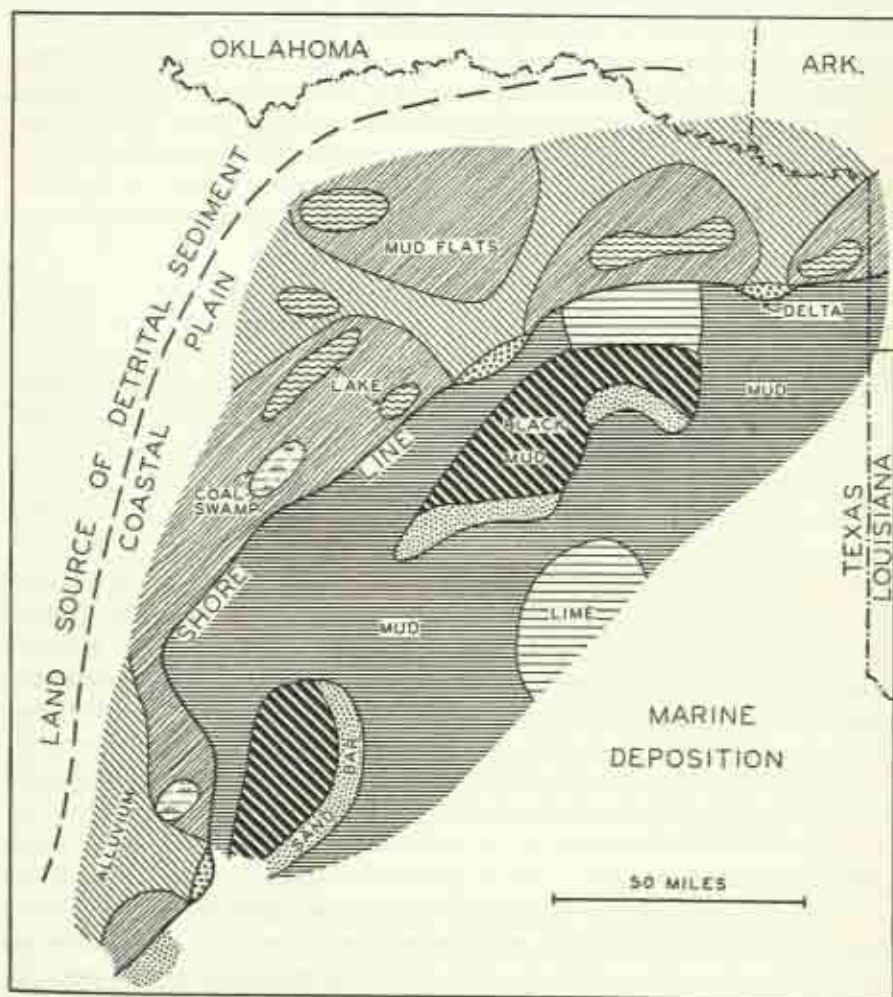 OKLAHOMA
ARK.
LAND SOURCE OF DETRITAL SEDIMENT
COASTAL PLAIN
MUD FLATS
DELTA
LAKE
MUD
BLACK
MUD
SHORE LINE
COAL
SWAMP
TEXAS
LOUISIANA
LIME
MUD
MARINE
DEPOSITION
SAND BAR
ALLUVIUM
50 MILES